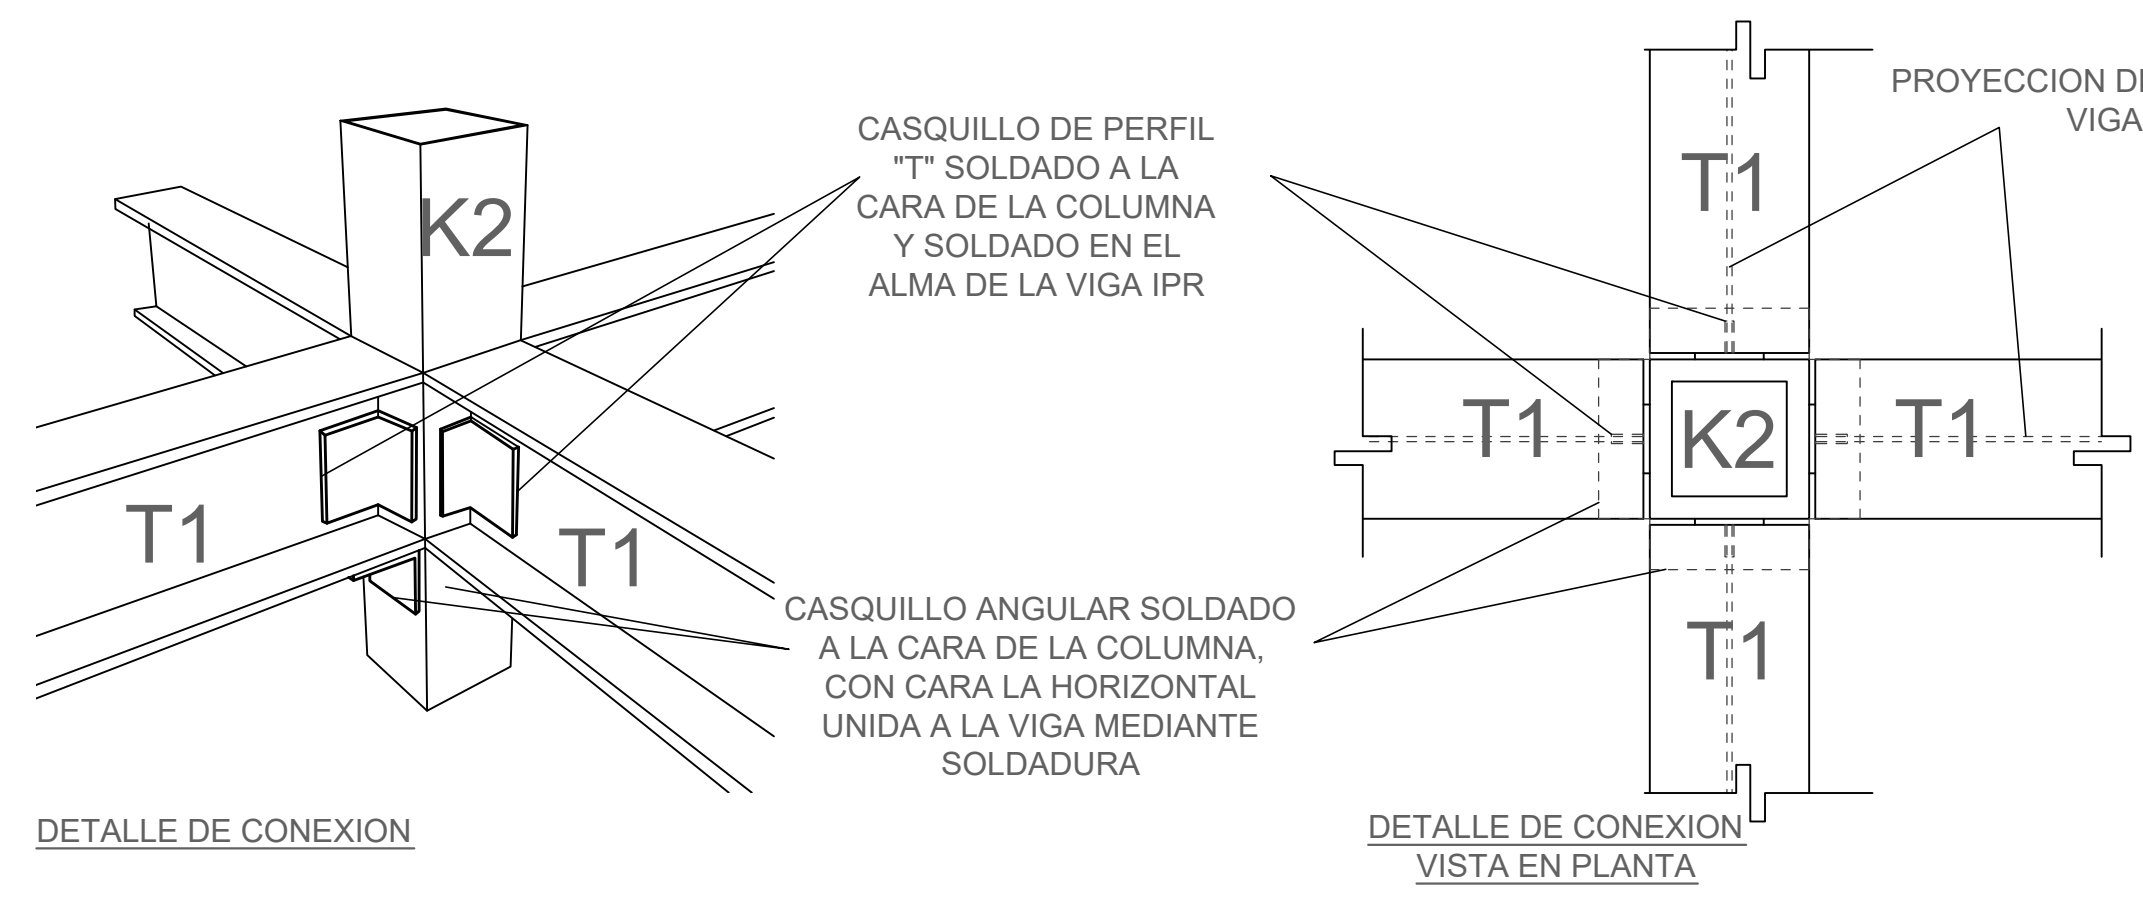 K2
CASQUILLO DE PERFIL
"T" SOLDADO A LA
CARA DE LA COLUMNA
Y SOLDADO EN EL
ALMA DE LA VIGA IPR
T1
T1
CASQUILLO ANGULAR SOLDADO
A LA CARA DE LA COLUMNA,
CON CARA LA HORIZONTAL
UNIDA A LA VIGA MEDIANTE
SOLDADURA
DETALLE DE CONEXION
PROYECCION
VIGA
T1
T1
K2
T1
T1
DETALLE DE CONEXION
VISTA EN PLANTA